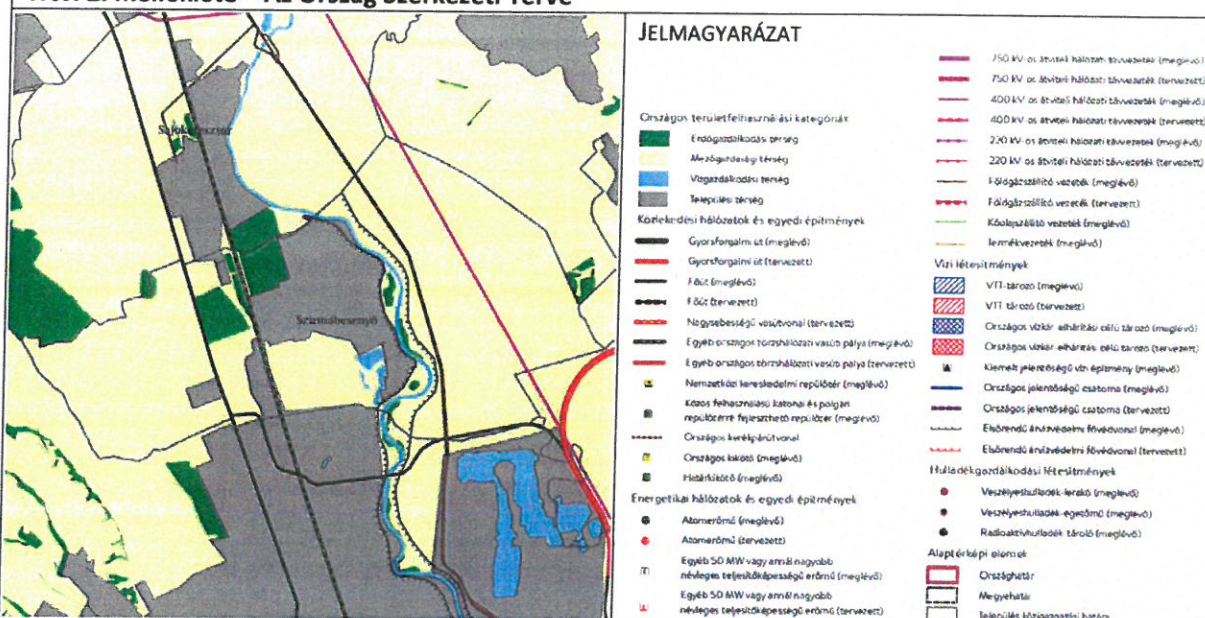 Sajókeresztúr
Szirmabesenyő
JELMAGYARÁZAT
Országos területfelhasználási kategóriák
Erdőgazdálkodási térség
Mezőgazdasági térség
Vízgazdálkodási térség
Települési térség
Közlekedési hálózatok és egyedi építmények
Gyorsforgalmi út (meglévő)
Gyorsforgalmi út (tervezett)
Főút (meglévő)
Főút (tervezett)
Nagysebességű vasútvonal (tervezett)
Egyéb országos törzshálózati vasúti pálya (meglévő)
Egyéb országos törzshálózati vasúti pálya (tervezett)
Nemzetközi kereskedelmi repülőtér (meglévő)
Közös felhasználású katonai és polgári
repülőtérré fejleszthető repülőtér (meglévő)
Országos kerékpárútvonal
Országos kikötő (meglévő)
Határkikötő (meglévő)
Energetikai hálózatok és egyedi építmények
Atomerőmű (meglévő)
Atomerőmű (tervezett)
Egyéb 50 MW vagy annál nagyobb
névleges teljesítőképességű erőmű (meglévő)
Egyéb 50 MW vagy annál nagyobb
névleges teljesítőképességű erőmű (tervezett)
750 kV-os átviteli hálózati távvezeték (meglévő)
750 kV-os átviteli hálózati távvezeték (tervezett)
400 kV-os átviteli hálózati távvezeték (meglévő)
400 kV-os átviteli hálózati távvezeték (tervezett)
220 kV-os átviteli hálózati távvezeték (meglévő)
220 kV-os átviteli hálózati távvezeték (tervezett)
Földgázszállító vezeték (meglévő)
Földgázszállító vezeték (tervezett)
Kőolajszállító vezeték (meglévő)
Termékvezeték (meglévő)
Vízi létesítmények
VTT-tározó (meglévő)
VTT-tározó (tervezett)
Országos vízkár-elhárítási célú tározó (meglévő)
Országos vízkár-elhárítási célú tározó (tervezett)
Kiemelt jelentőségű vízi építmény (meglévő)
Országos jelentőségű csatorna (meglévő)
Országos jelentőségű csatorna (tervezett)
Elsőrendű árvízvédelmi fővédvonal (meglévő)
Elsőrendű árvízvédelmi fővédvonal (tervezett)
Hulladékgazdálkodási létesítmények
Veszélyeshulladék-lerakó (meglévő)
Veszélyeshulladék-égetőmű (meglévő)
Radioaktívhulladék-tároló (meglévő)
Alaptérképi elemek
Országhatár
Megyehatár
Település közigazgatási határa